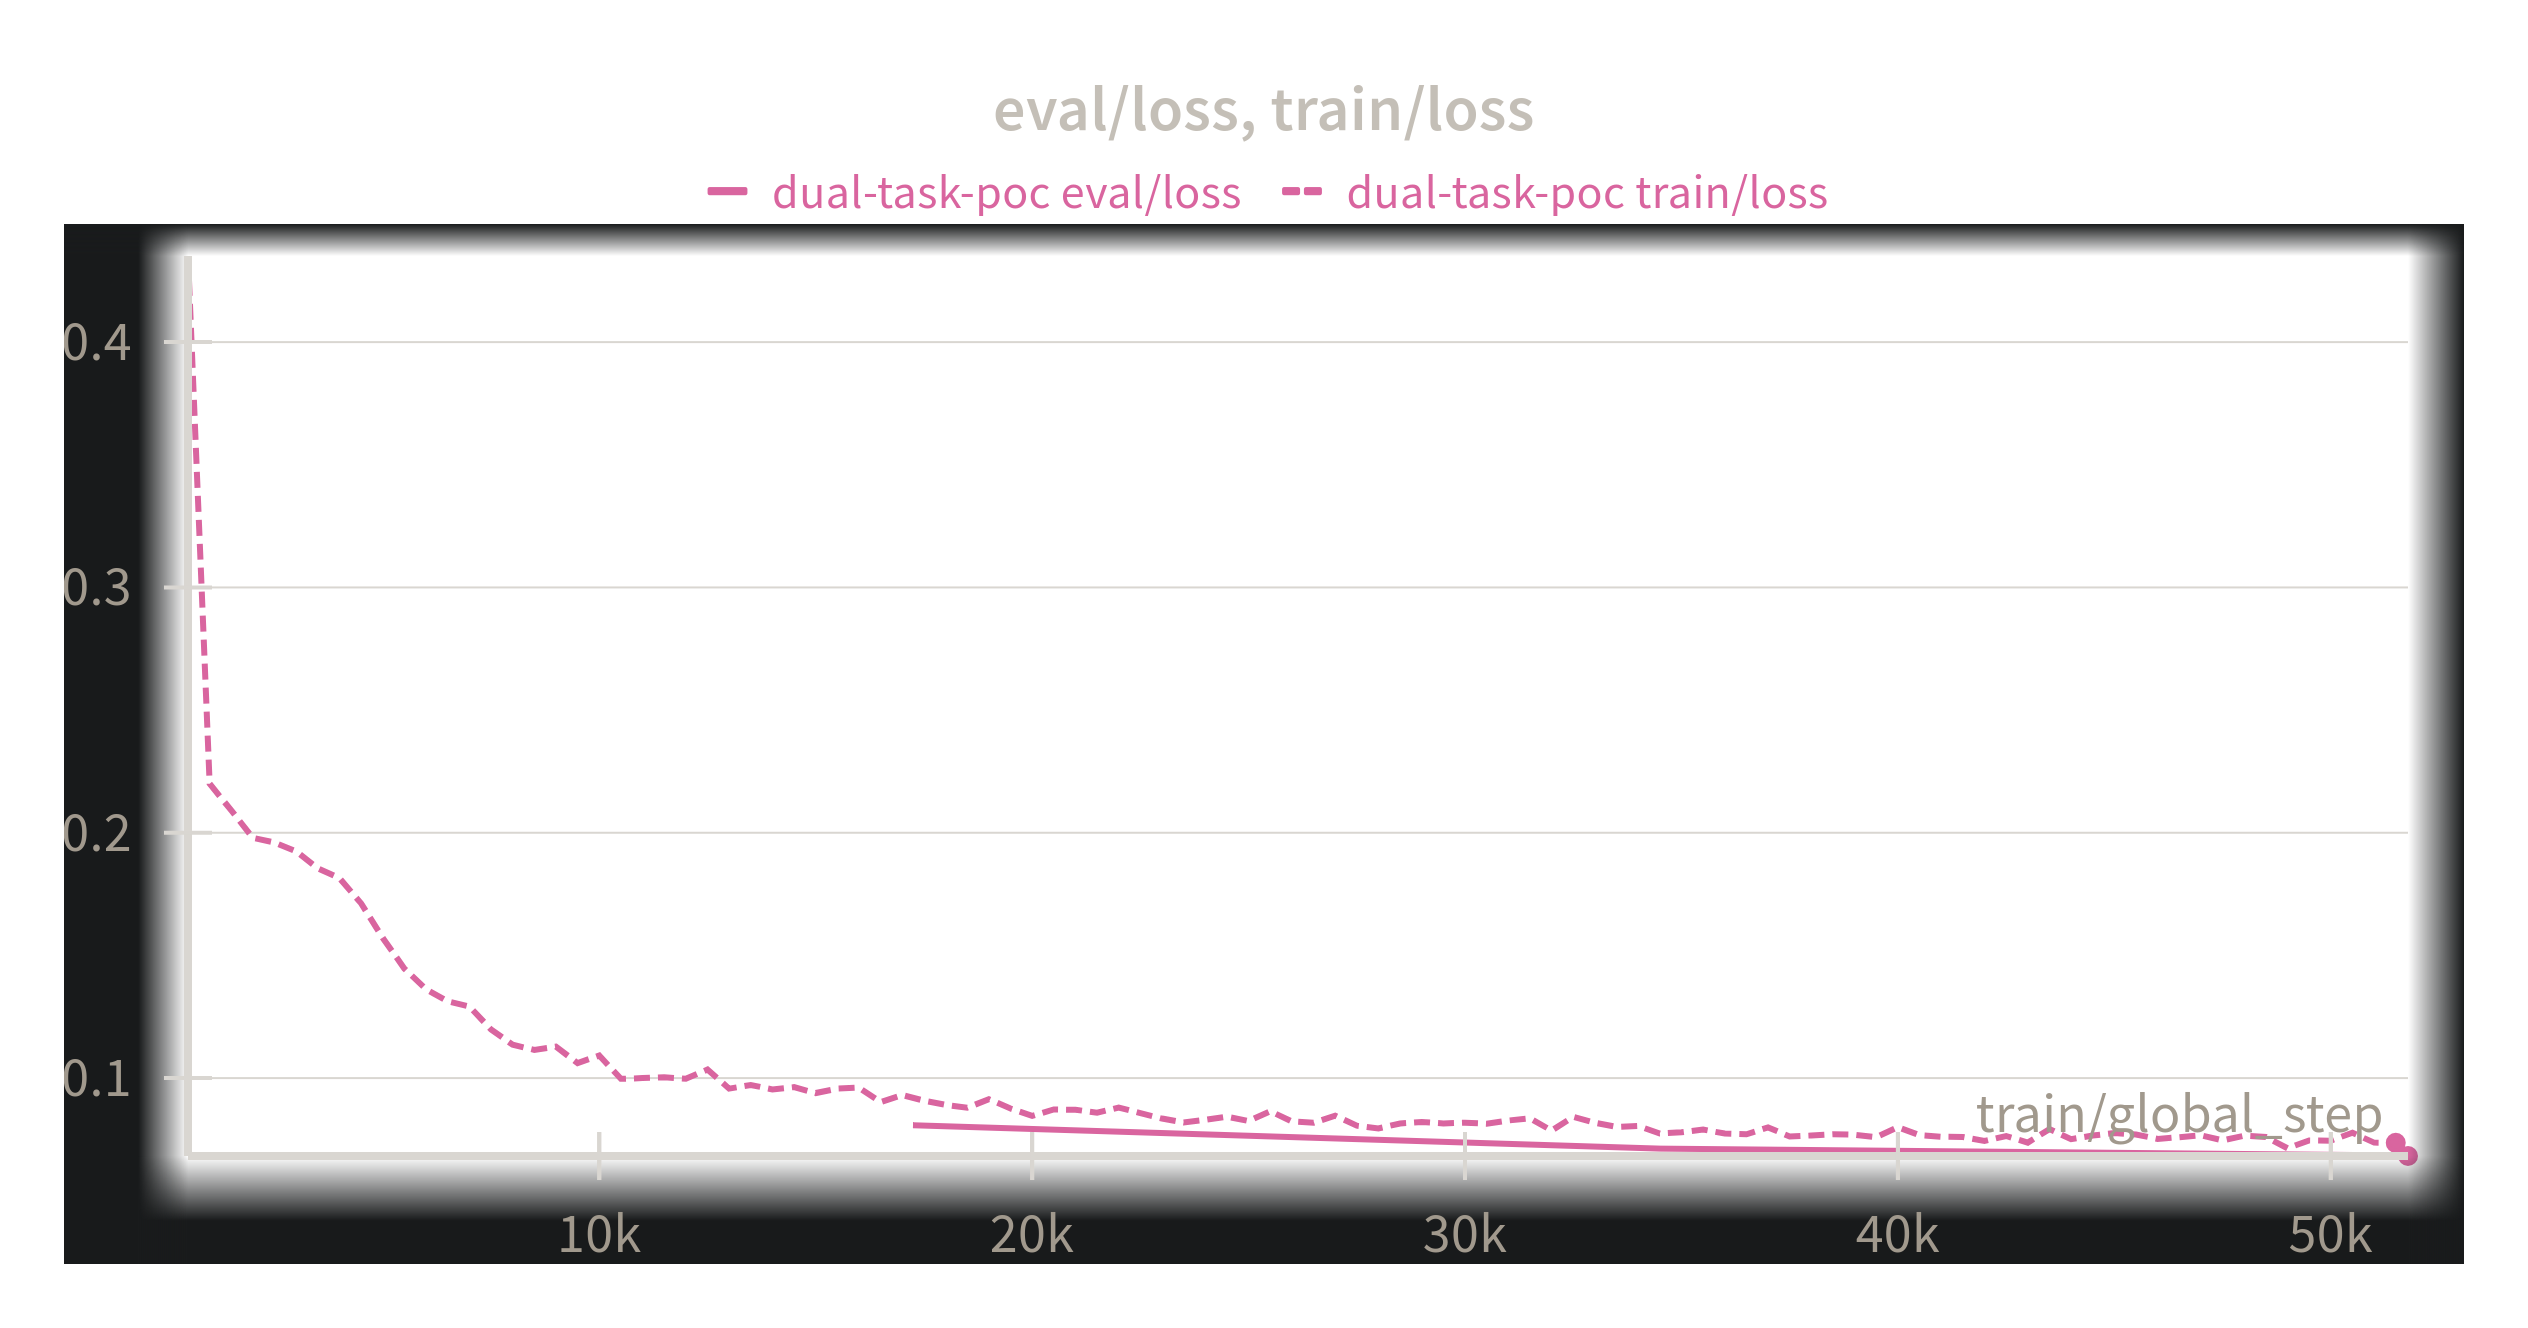 eval/loss, train/loss
dual-task-poc eval/loss dual-task-poc train/loss
0.4
0.3
0.2
0.1
train/global_step
10k 20k 30k 40k 50k